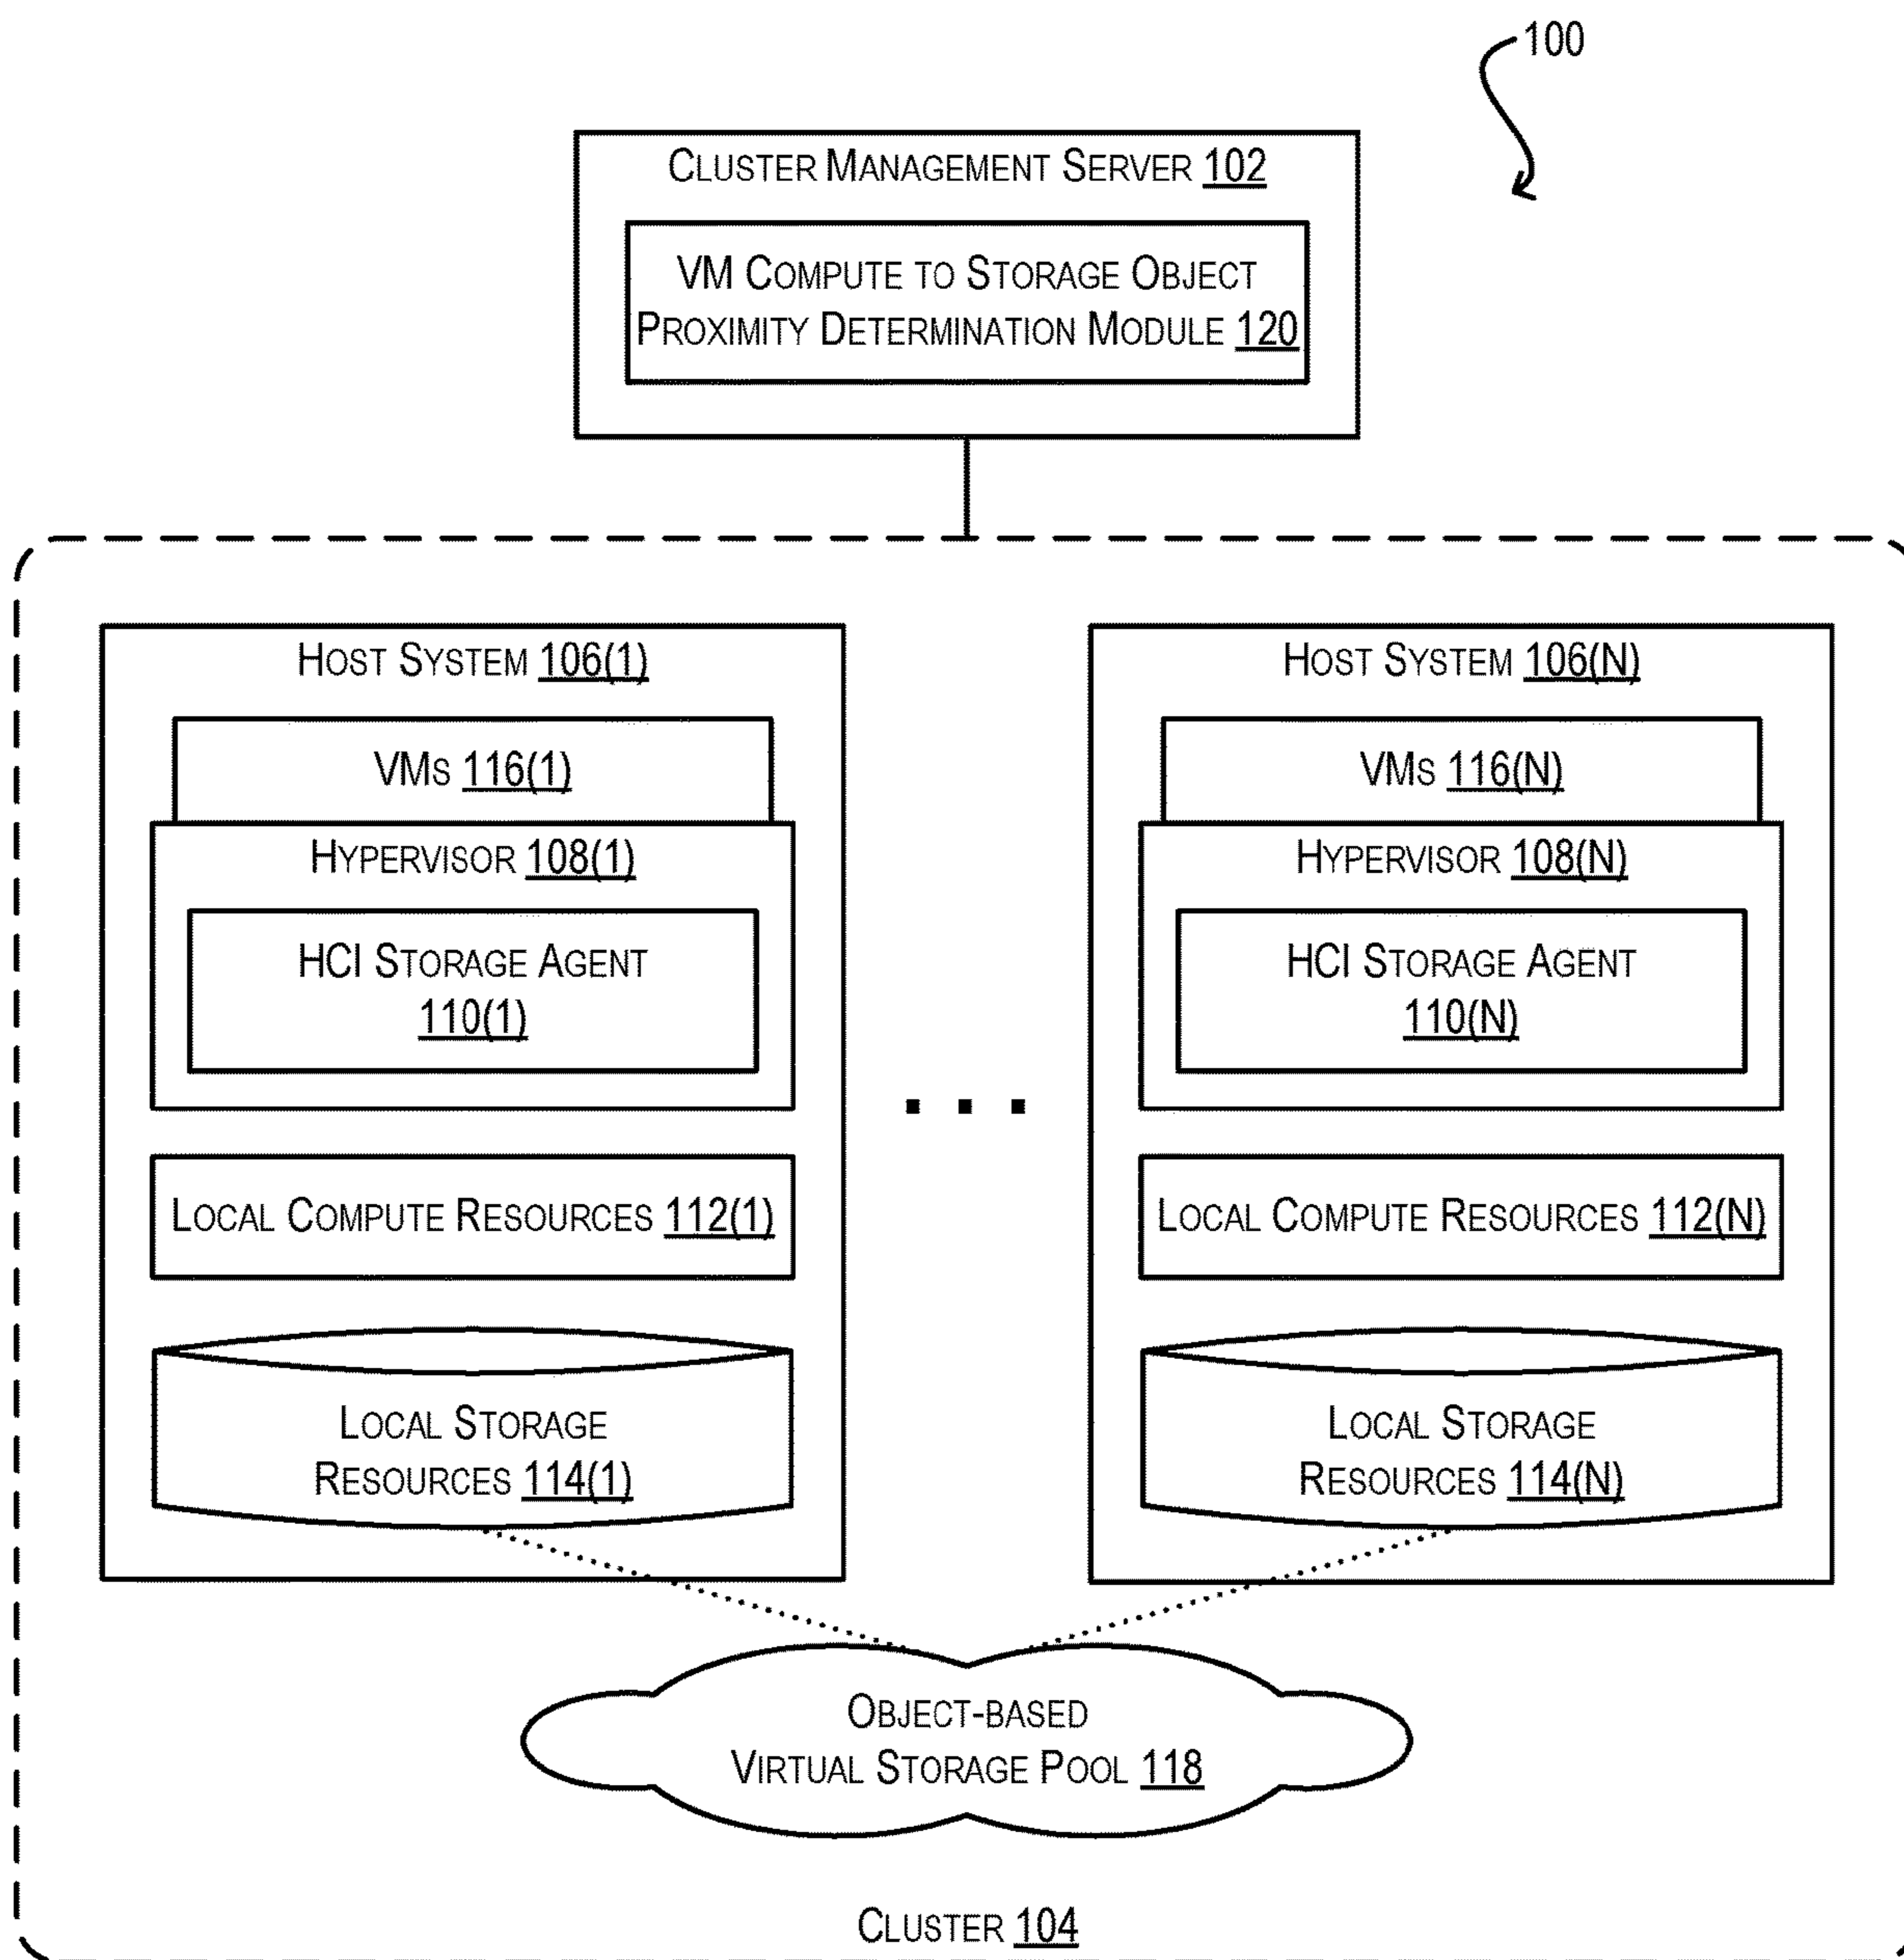 100
Cluster Management Server 102
VM Compute to Storage Object
Proximity Determination Module 120
Host System 106(1)
VMs 116(1)
Hypervisor 108(1)
HCI Storage Agent
110(1)
Local Compute Resources 112(1)
Local Storage
Resources 114(1)
. . .
Host System 106(N)
VMs 116(N)
Hypervisor 108(N)
HCI Storage Agent
110(N)
Local Compute Resources 112(N)
Local Storage
Resources 114(N)
Object-based
Virtual Storage Pool 118
Cluster 104